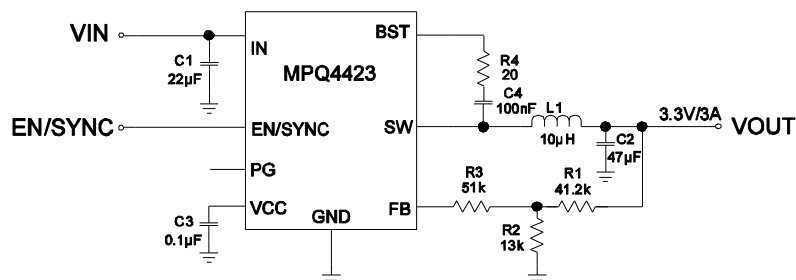 VIN
C1
22µF
IN
MPQ4423
BST
R4
20
C4
100nF
L1
10µH
3.3V/3A
VOUT
EN/SYNC
EN/SYNC
SW
C2
47µF
PG
R3
51k
R1
41.2k
VCC
FB
C3
0.1µF
GND
R2
13k